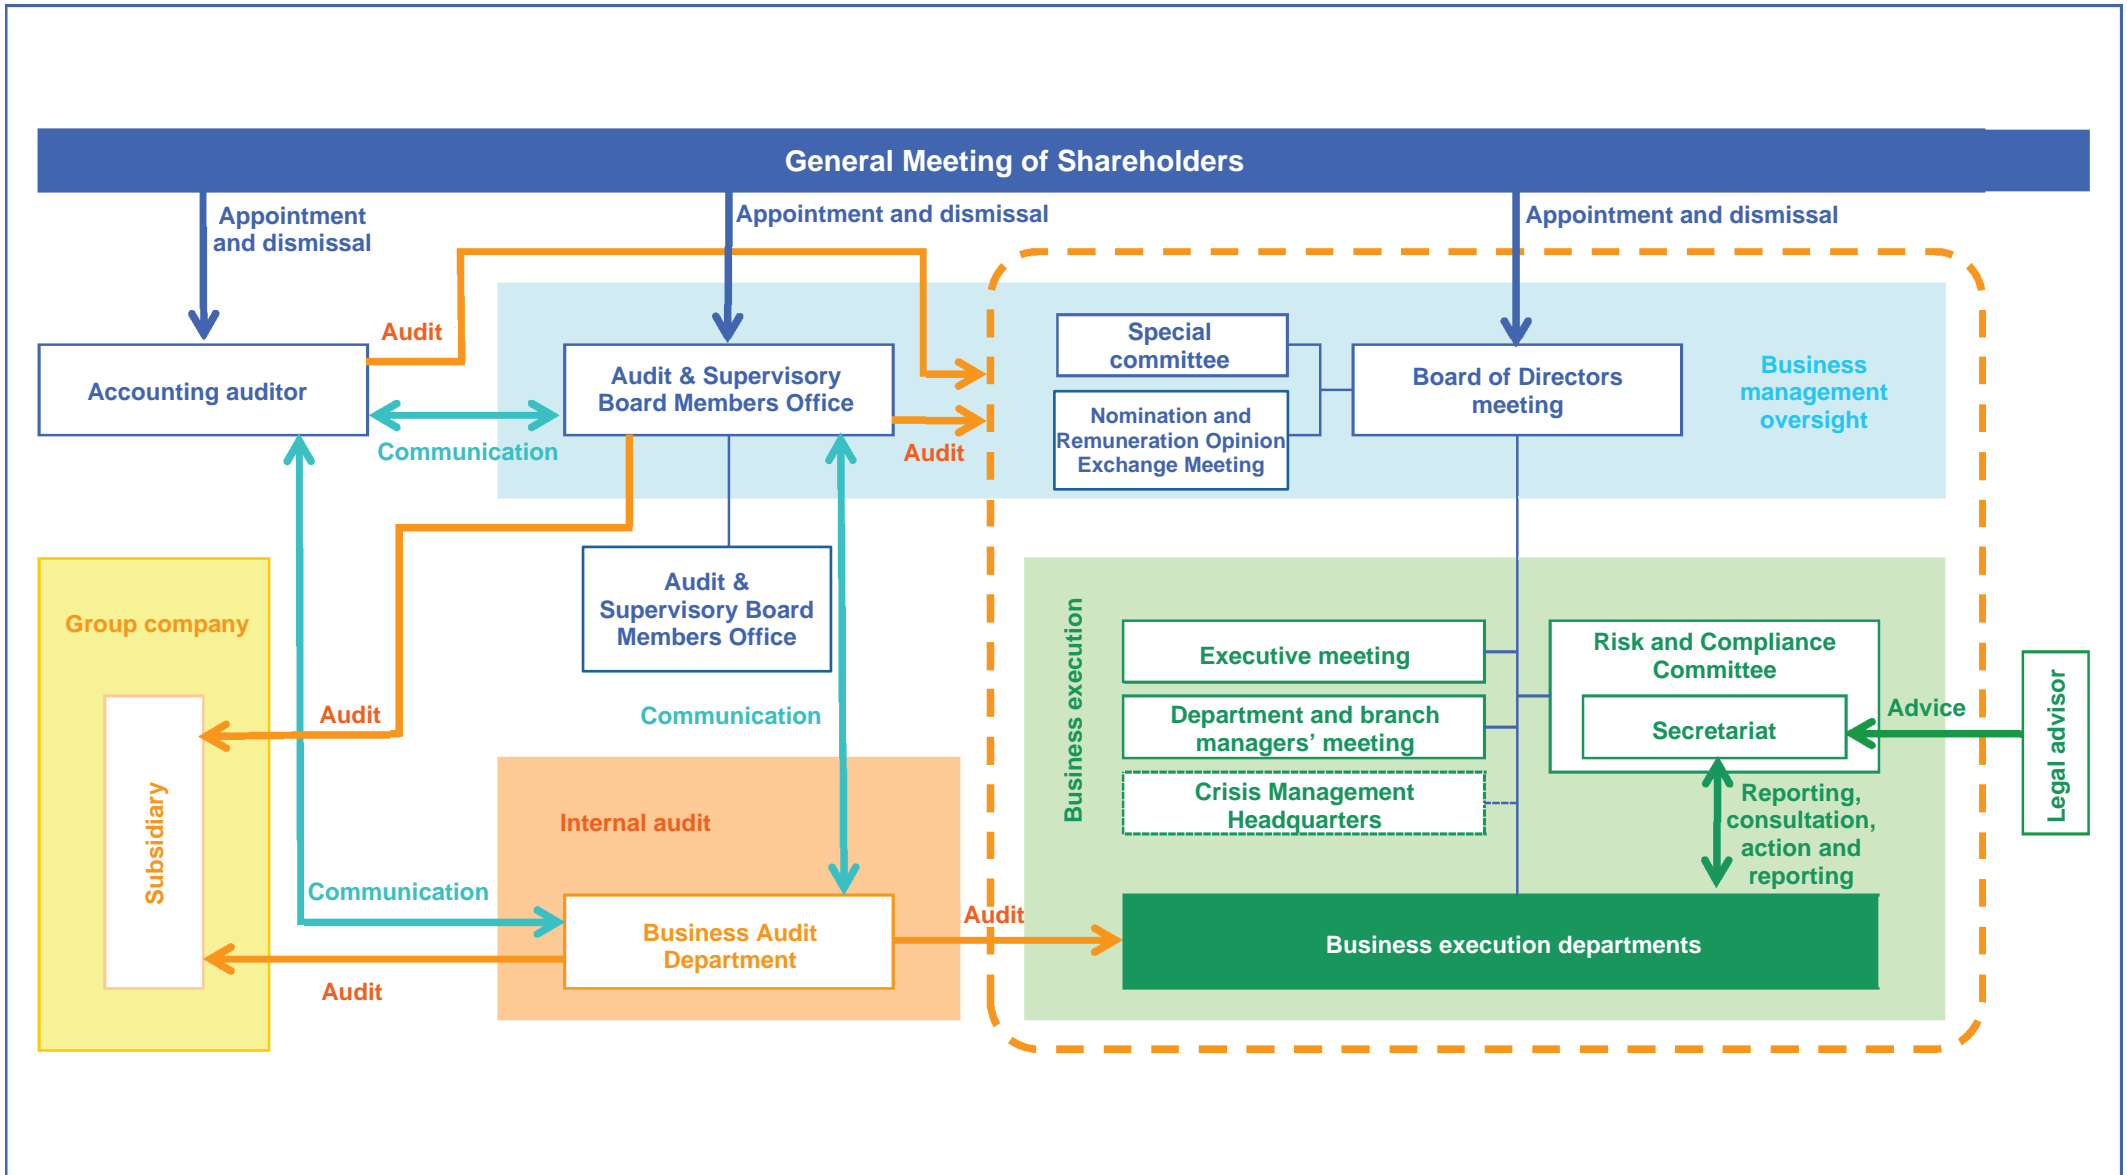 General Meeting of Shareholders
Appointment
and dismissal
Appointment and dismissal
Appointment and dismissal
Audit
Accounting auditor
Audit & Supervisory
Board Members Office
Communication
Audit
Special
committee
Nomination and
Remuneration Opinion
Exchange Meeting
Board of Directors
meeting
Business
management
oversight
Audit &
Supervisory Board
Members Office
Group company
Subsidiary
Audit
Communication
Internal audit
Communication
Business Audit
Department
Audit
Audit
Business execution
Executive meeting
Department and branch
managers’ meeting
Crisis Management
Headquarters
Risk and Compliance
Committee
Secretariat
Advice
Legal advisor
Reporting,
consultation,
action and
reporting
Business execution departments